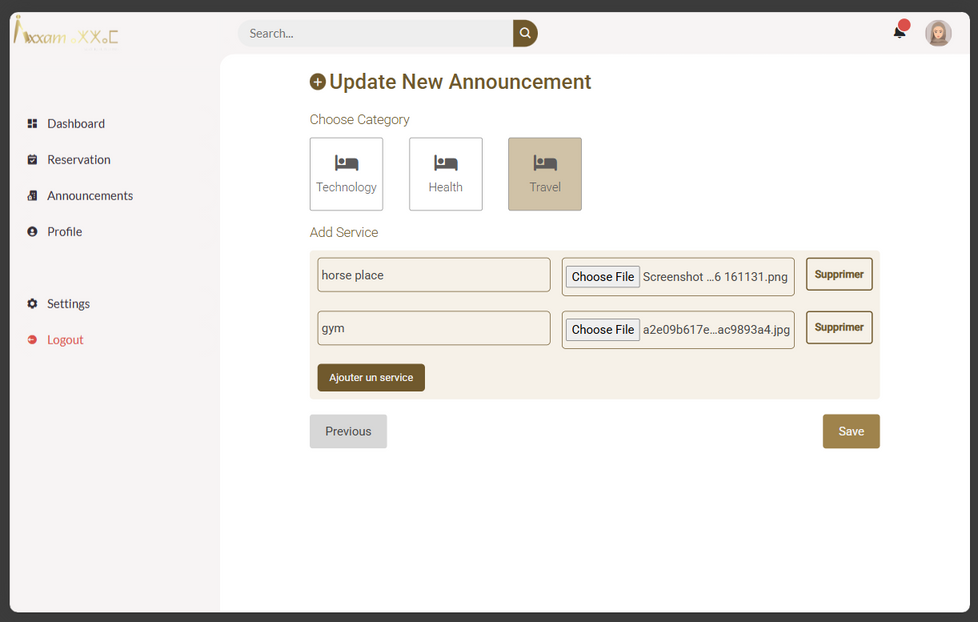 Axxam ⴰⵅⵅⴰⵎ
Search...
Dashboard
Reservation
Announcements
Profile
Settings
Logout
Update New Announcement
Choose Category
Technology
Health
Travel
Add Service
horse place
Choose File Screenshot ...6 161131.png
Supprimer
gym
Choose File a2e09b617e...ac9893a4.jpg
Supprimer
Ajouter un service
Previous
Save